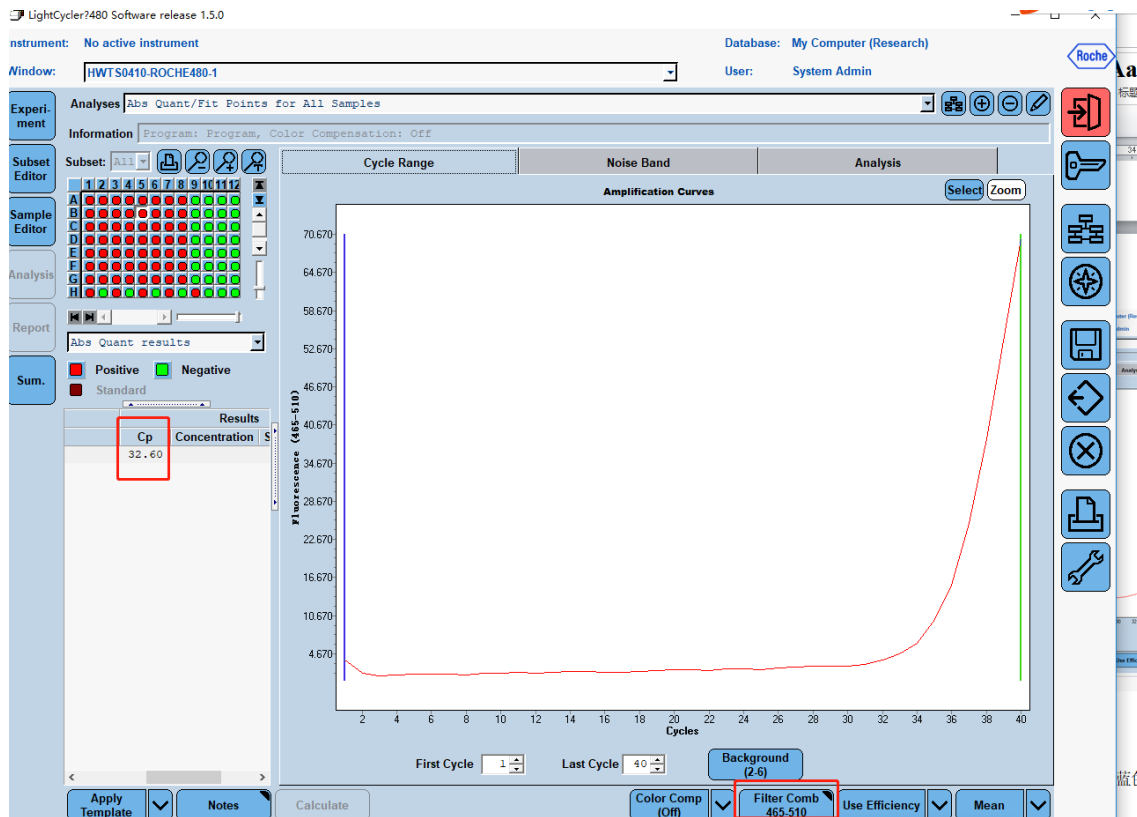 LightCycler?480 Software release 1.5.0
nstrument: No active instrument
Database: My Computer (Research)
Window: HWTS0410-ROCHE480-1
User: System Admin
Roche
Experi-
ment
Subset
Editor
Sample
Editor
Analysis
Report
Sum.
Analyses Abs Quant/Fit Points for All Samples
Information Program: Program, Color Compensation: Off
Subset: All
1 2 3 4 5 6 7 8 9 10 11 12
A
B
C
D
E
F
G
H
Abs Quant results
Positive Negative
Standard
Results
Cp Concentration S
32.60
Cycle Range Noise Band Analysis
Amplification Curves
Select Zoom
Fluorescence (465-510)
70.670
64.670
58.670
52.670
46.670
40.670
34.670
28.670
22.670
16.670
10.670
4.670
2 4 6 8 10 12 14 16 18 20 22 24 26 28 30 32 34 36 38 40
Cycles
First Cycle 1 Last Cycle 40 Background
(2-6)
Apply
Template
Notes
Calculate
Color Comp
(Off)
Filter Comb
465-510
Use Efficiency
Mean
Aa
标题
34